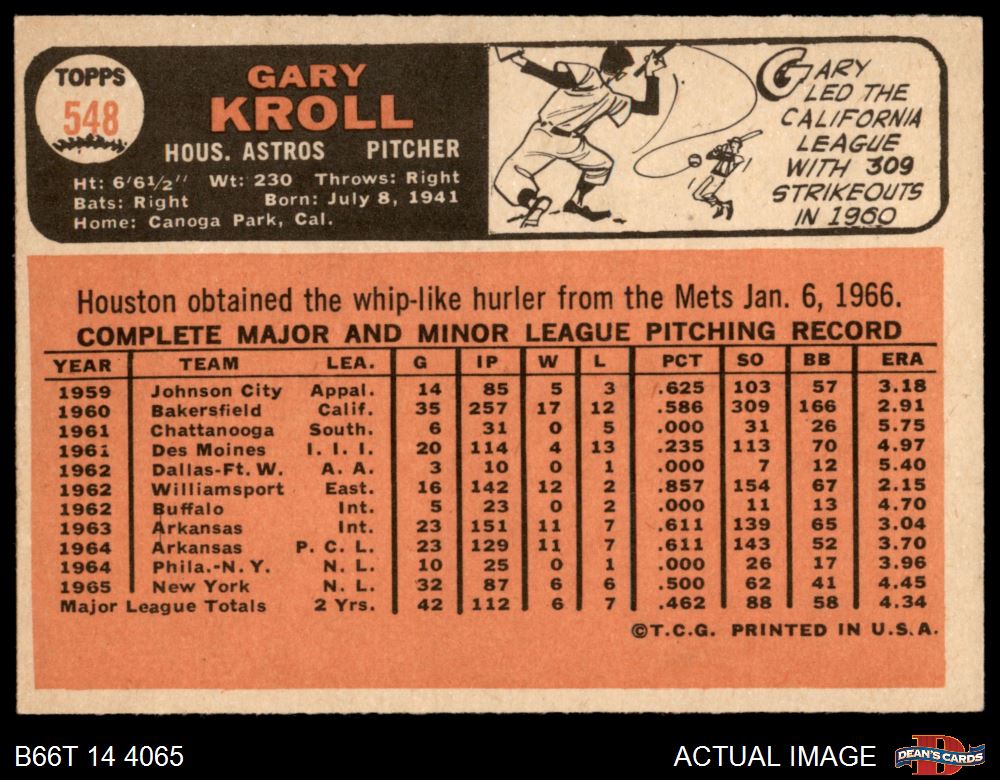 TOPPS
548
GARY
KROLL
HOUS. ASTROS PITCHER
Ht: 6'6½" Wt: 230 Throws: Right
Bats: Right Born: July 8, 1941
Home: Canoga Park, Cal.
GARY
LED THE
CALIFORNIA
LEAGUE
WITH 309
STRIKEOUTS
IN 1960
Houston obtained the whip-like hurler from the Mets Jan. 6, 1966.
COMPLETE MAJOR AND MINOR LEAGUE PITCHING RECORD
YEAR TEAM LEA. G IP W L PCT SO BB ERA
1959 Johnson City Appal. 14 85 5 3 .625 103 57 3.18
1960 Bakersfield Calif. 35 257 17 12 .586 309 166 2.91
1961 Chattanooga South. 6 31 0 5 .000 31 26 5.75
1961 Des Moines I. I. I. 20 114 4 13 .235 113 70 4.97
1962 Dallas-Ft. W. A. A. 3 10 0 1 .000 7 12 5.40
1962 Williamsport East. 16 142 12 2 .857 154 67 2.15
1962 Buffalo Int. 5 23 0 2 .000 11 13 4.70
1963 Arkansas Int. 23 151 11 7 .611 139 65 3.04
1964 Arkansas P. C. L. 23 129 11 7 .611 143 52 3.70
1964 Phila.-N. Y. N. L. 10 25 0 1 .000 26 17 3.96
1965 New York N. L. 32 87 6 6 .500 62 41 4.45
Major League Totals 2 Yrs. 42 112 6 7 .462 88 58 4.34
©T.C.G. PRINTED IN U.S.A.
B66T 14 4065 ACTUAL IMAGE
DEAN'S CARDS